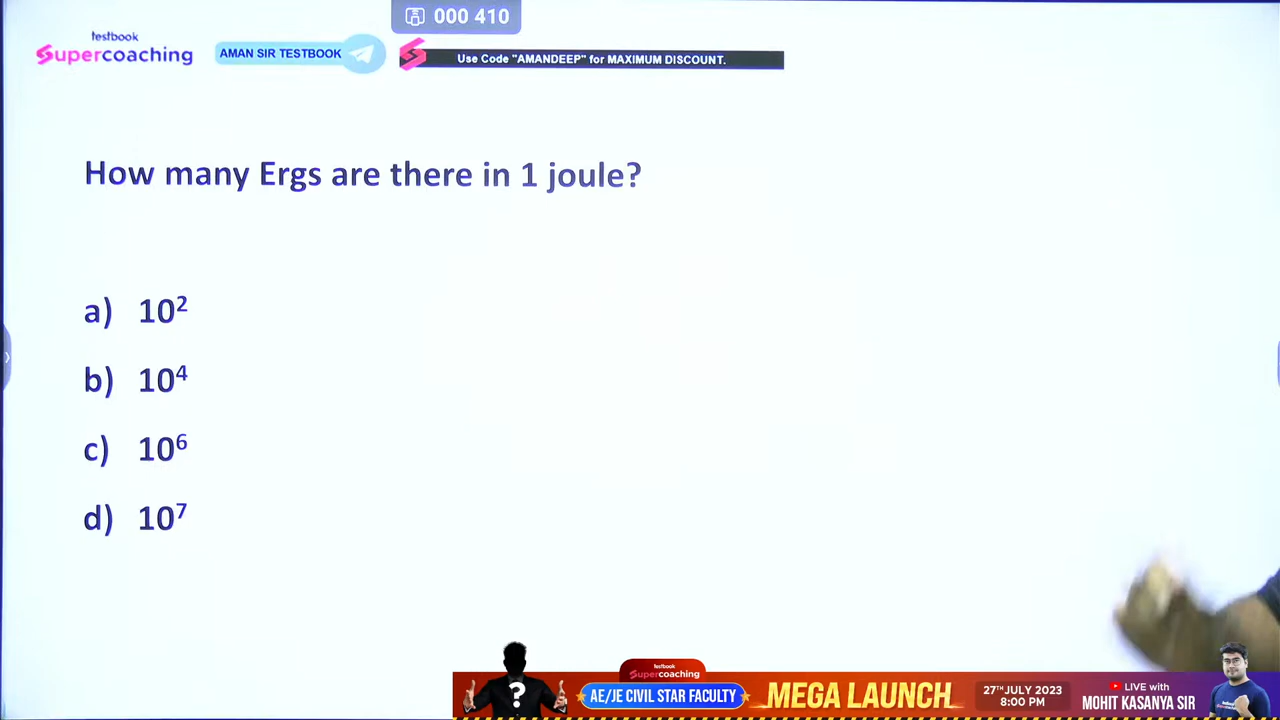 000 410
testbook
Supercoaching
AMAN SIR TESTBOOK
Use Code "AMANDEEP" for MAXIMUM DISCOUNT.
How many Ergs are there in 1 joule?
a) 10²
b) 10⁴
c) 10⁶
d) 10⁷
?
testbook
Supercoaching
AE/JE CIVIL STAR FACULTY
MEGA LAUNCH
27TH JULY 2023
8:00 PM
LIVE with
MOHIT KASANYA SIR